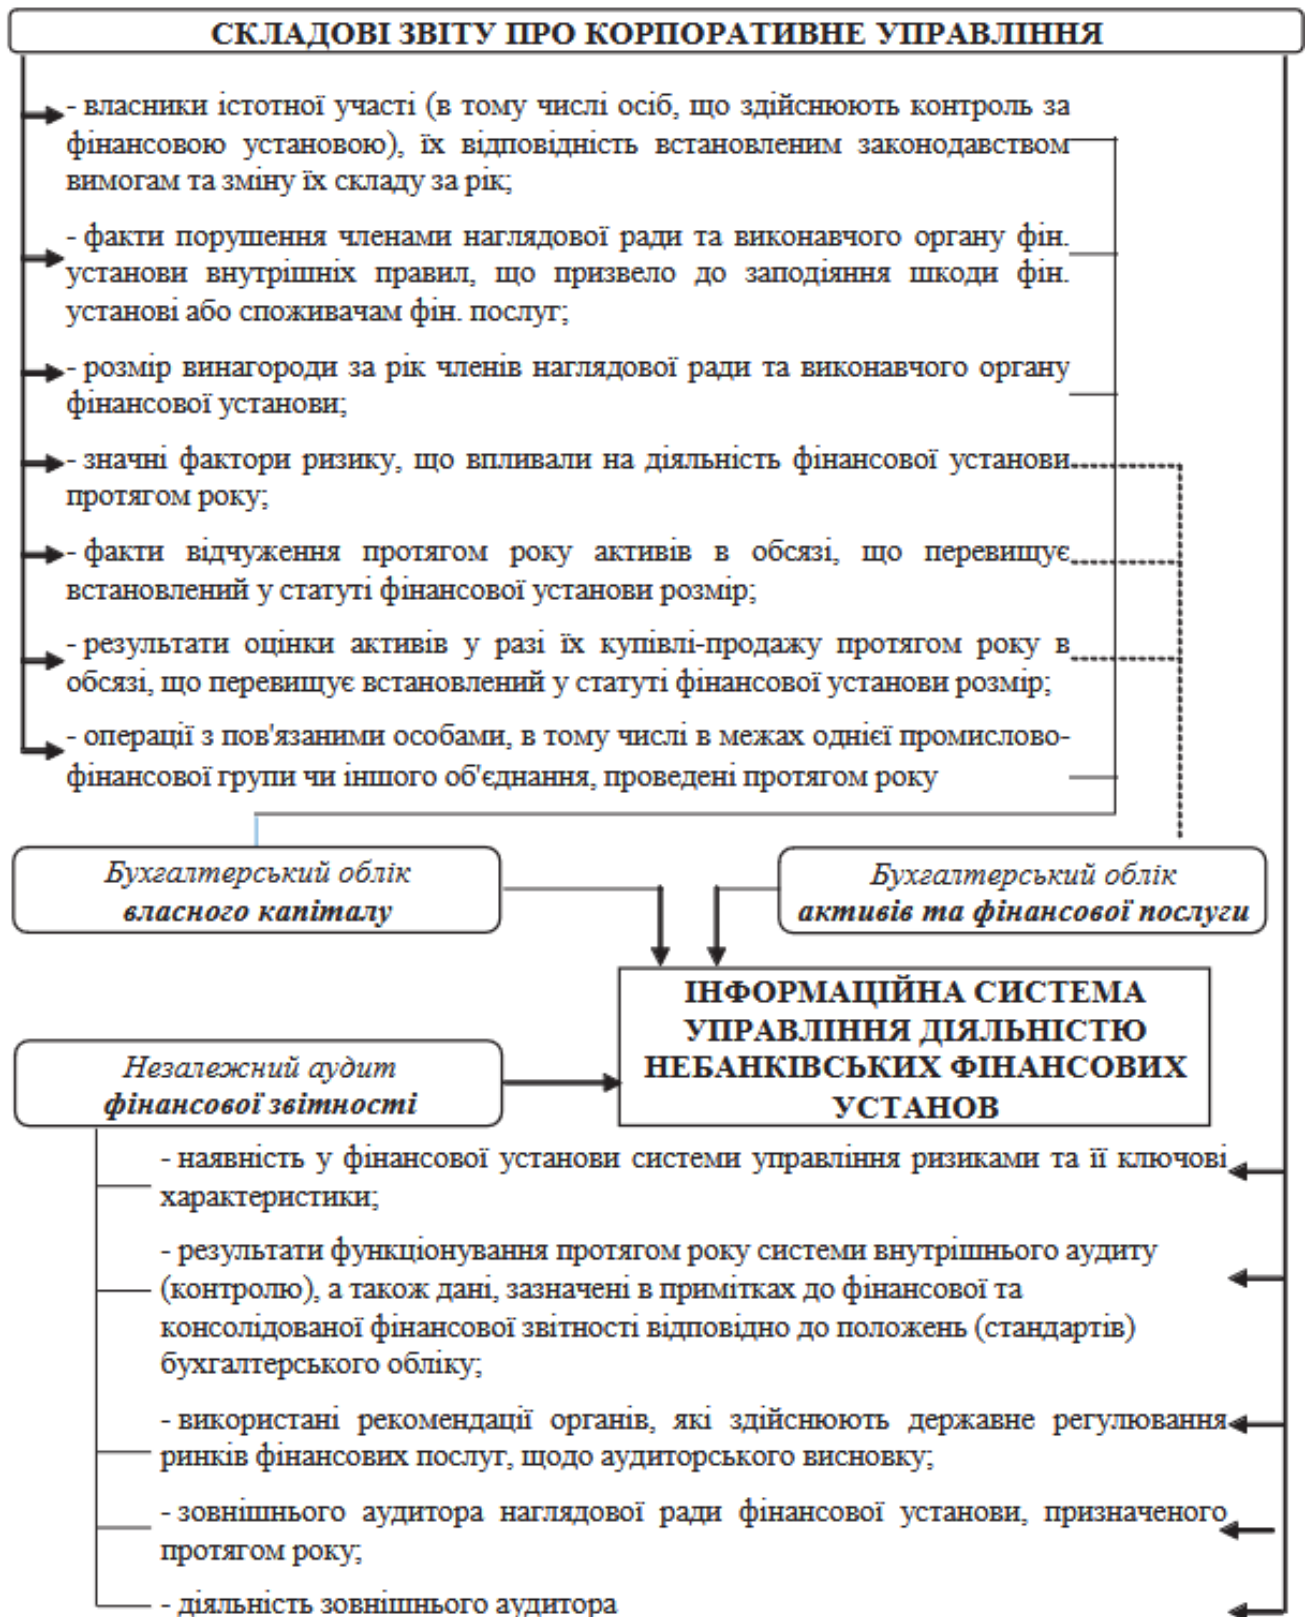 СКЛАДОВІ ЗВІТУ ПРО КОРПОРАТИВНЕ УПРАВЛІННЯ
- власники істотної участі (в тому числі осіб, що здійснюють контроль за
фінансовою установою), їх відповідність встановленим законодавством
вимогам та зміну їх складу за рік;
- факти порушення членами наглядової ради та виконавчого органу фін.
установи внутрішніх правил, що призвело до заподіяння шкоди фін.
установі або споживачам фін. послуг;
- розмір винагороди за рік членів наглядової ради та виконавчого органу
фінансової установи;
- значні фактори ризику, що впливали на діяльність фінансової установи
протягом року;
- факти відчуження протягом року активів в обсязі, що перевищує
встановлений у статуті фінансової установи розмір;
- результати оцінки активів у разі їх купівлі-продажу протягом року в
обсязі, що перевищує встановлений у статуті фінансової установи розмір;
- операції з пов'язаними особами, в тому числі в межах однієї промислово-
фінансової групи чи іншого об'єднання, проведені протягом року
Бухгалтерський облік
власного капіталу
Бухгалтерський облік
активів та фінансової послуги
ІНФОРМАЦІЙНА СИСТЕМА
УПРАВЛІННЯ ДІЯЛЬНІСТЮ
НЕБАНКІВСЬКИХ ФІНАНСОВИХ
УСТАНОВ
Незалежний аудит
фінансової звітності
- наявність у фінансової установи системи управління ризиками та її ключові
характеристики;
- результати функціонування протягом року системи внутрішнього аудиту
(контролю), а також дані, зазначені в примітках до фінансової та
консолідованої фінансової звітності відповідно до положень (стандартів)
бухгалтерського обліку;
- використані рекомендації органів, які здійснюють державне регулювання
ринків фінансових послуг, щодо аудиторського висновку;
- зовнішнього аудитора наглядової ради фінансової установи, призначеного
протягом року;
- діяльність зовнішнього аудитора